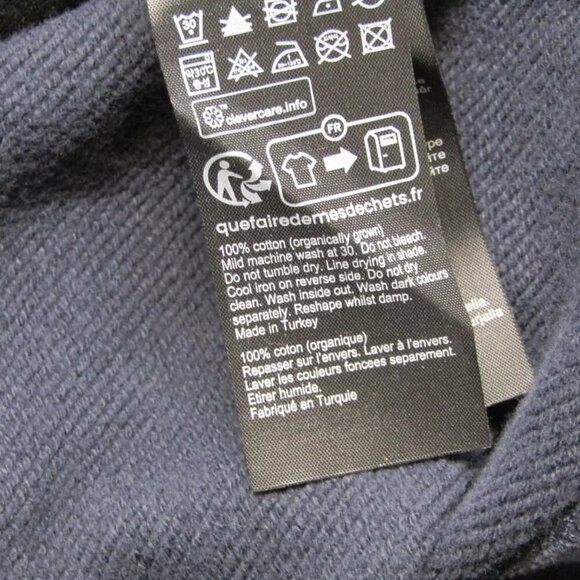 30
clevercare.info
FR
quefairedemesdechets.fr
100% cotton (organically grown)
Mild machine wash at 30. Do not bleach.
Do not tumble dry. Line drying in shade.
Cool iron on reverse side. Do not dry
clean. Wash inside out. Wash dark colours
separately. Reshape whilst damp.
Made in Turkey
100% coton (organique)
Repasser sur l'envers. Laver à l'envers.
Laver les couleurs foncees separement.
Etirer humide.
Fabriqué en Turquie